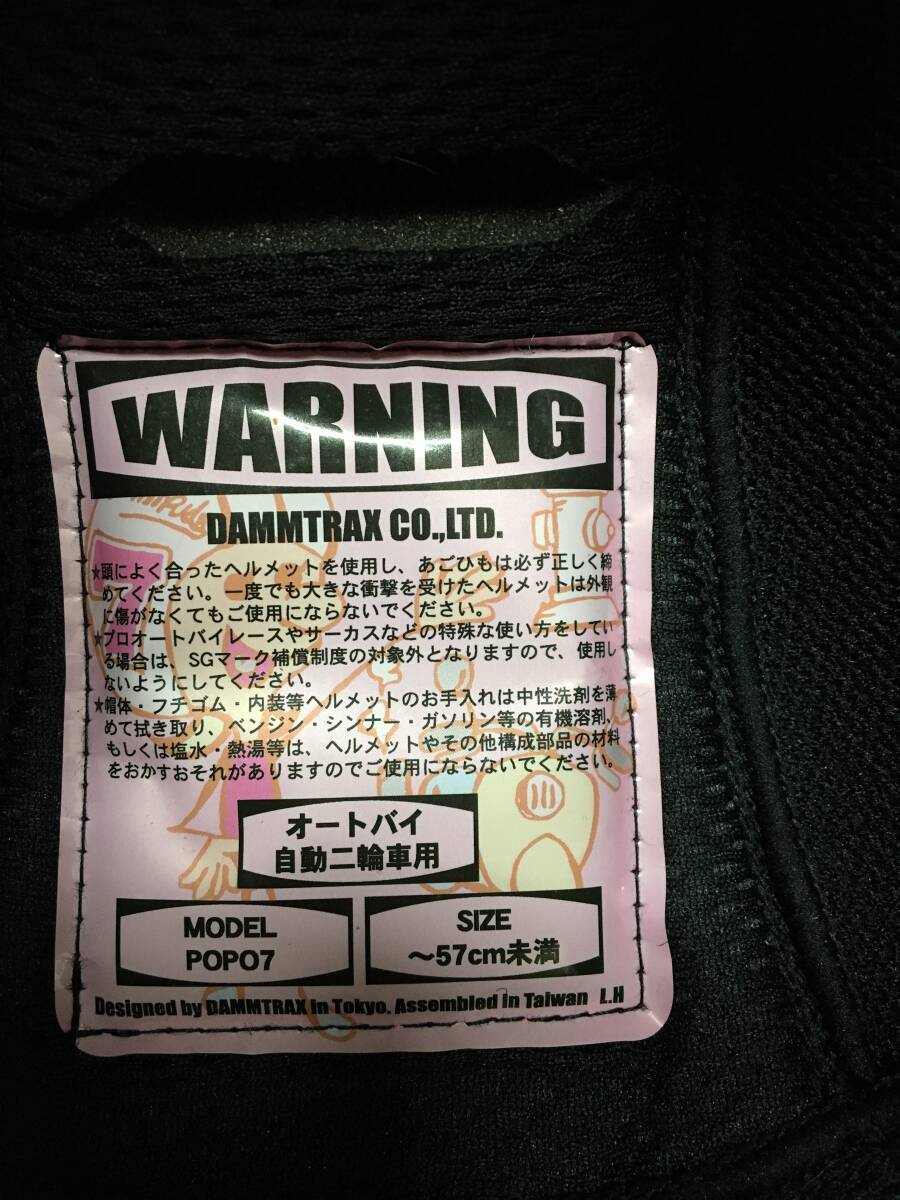 WARNING
DAMMTRAX CO.,LTD.
★頭によく合ったヘルメットを使用し、あごひもは必ず正しく締
めてください。一度でも大きな衝撃を受けたヘルメットは外観
に傷がなくてもご使用にならないでください。
★プロオートバイレースやサーカスなどの特殊な使い方をしてい
る場合は、SGマーク補償制度の対象外となりますので、使用し
ないようにしてください。
★帽体・フチゴム・内装等ヘルメットのお手入れは中性洗剤を薄
めて拭き取り、ベンジン・シンナー・ガソリン等の有機溶剤、
もしくは塩水・熱湯等は、ヘルメットやその他構成部品の材料
をおかすおそれがありますのでご使用にならないでください。
オートバイ
自動二輪車用
MODEL
POPO7
SIZE
～57cm未満
Designed by DAMMTRAX in Tokyo. Assembled in Taiwan L.H